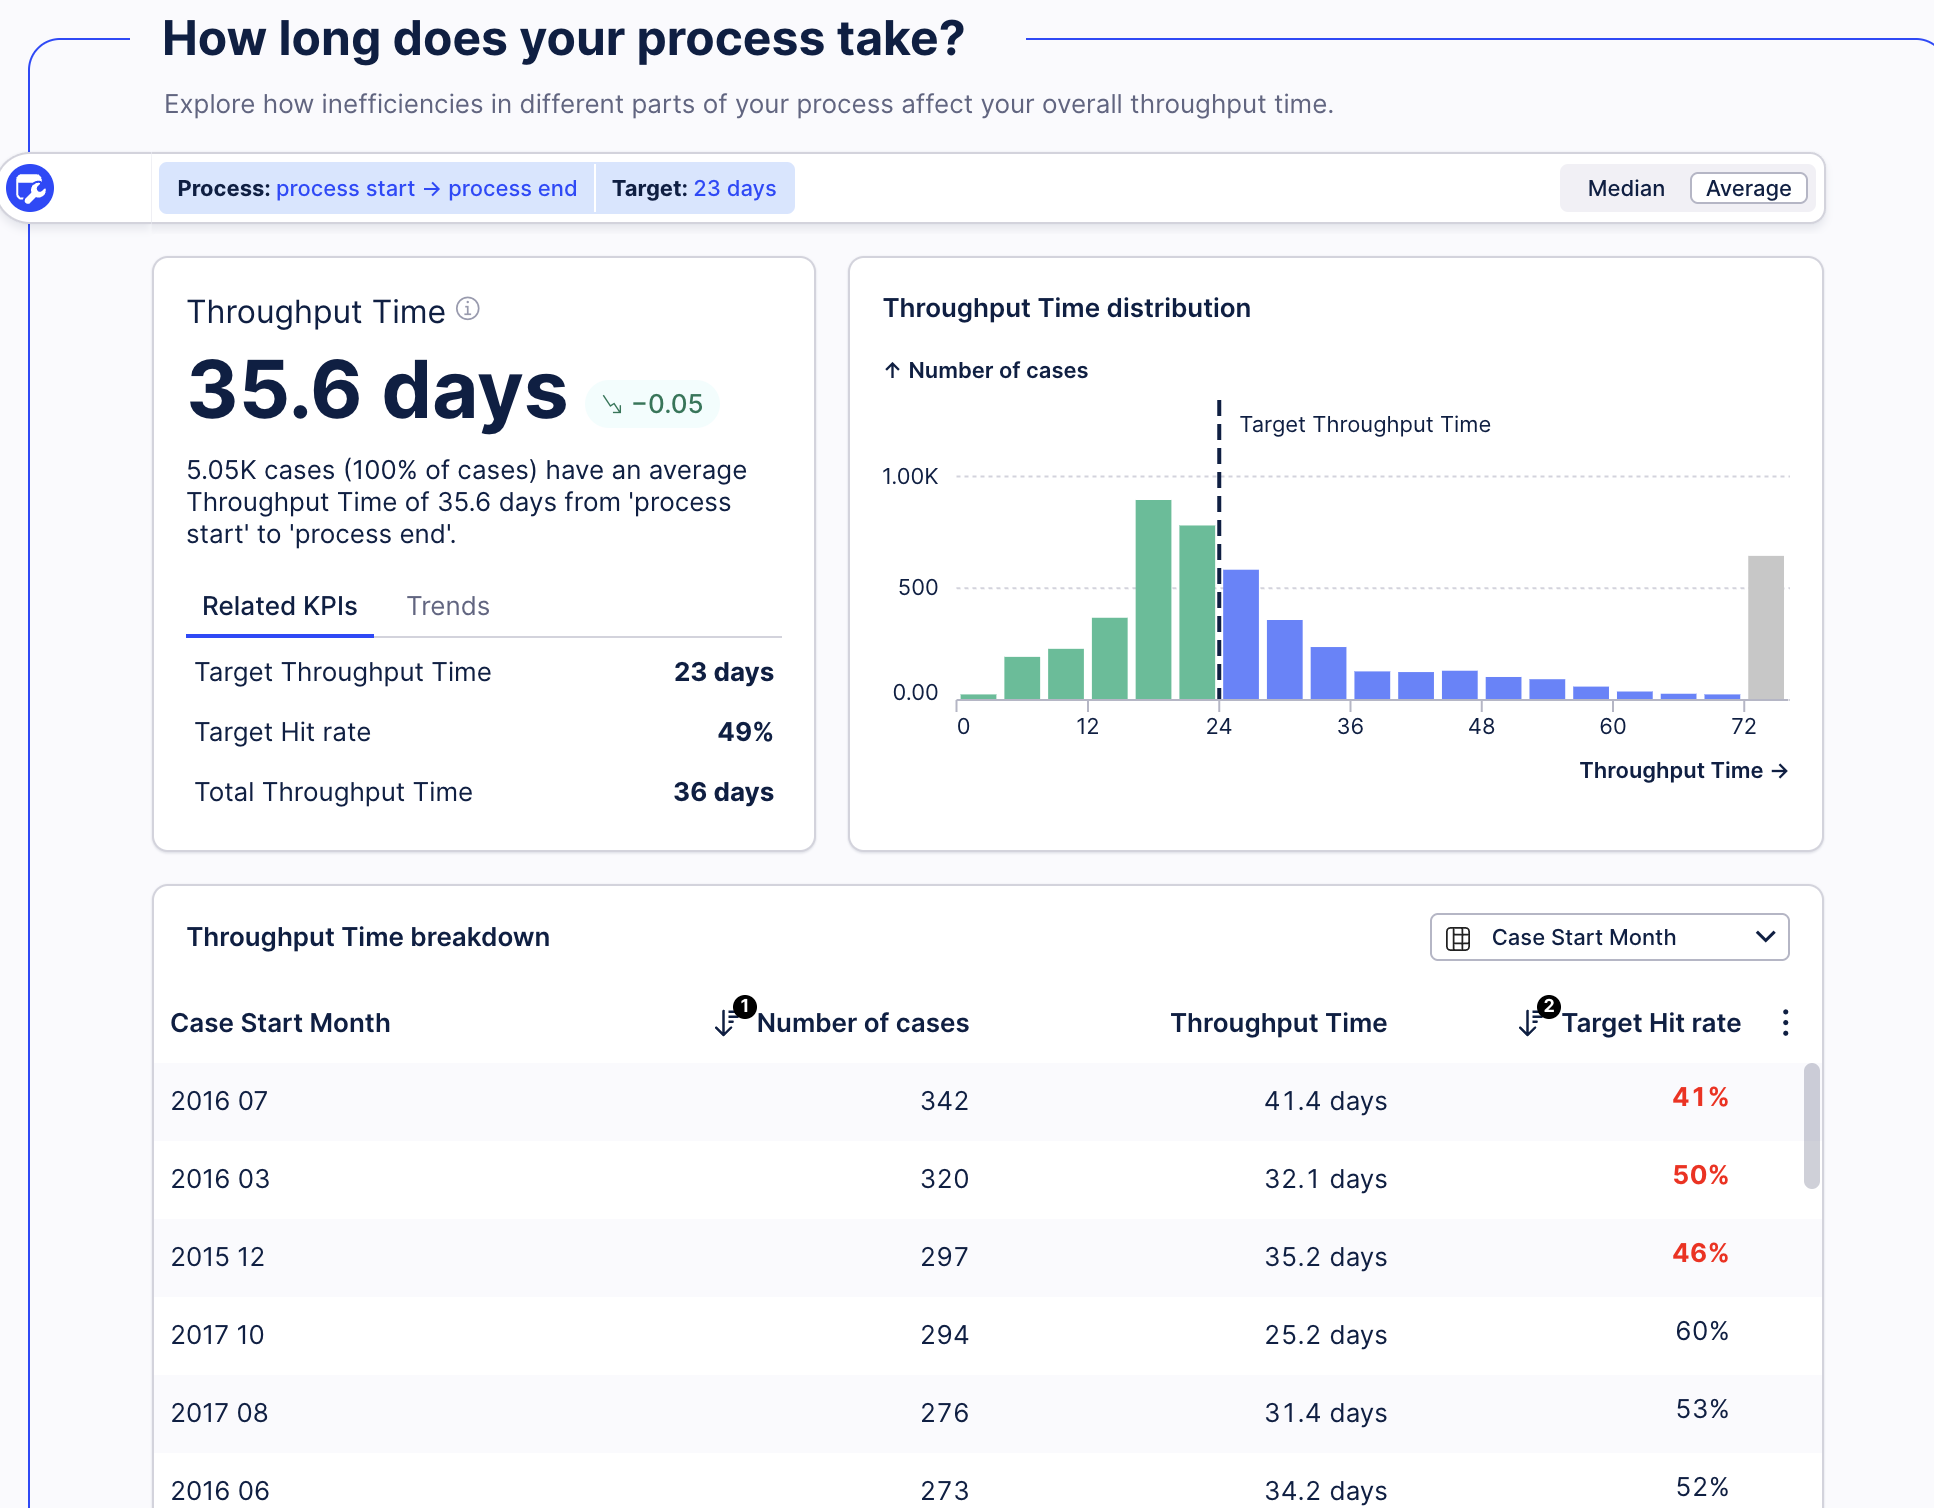 How long does your process take?
Explore how inefficiencies in different parts of your process affect your overall throughput time.
Process: process start → process end Target: 23 days Median Average
Throughput Time
35.6 days −0.05
5.05K cases (100% of cases) have an average
Throughput Time of 35.6 days from 'process
start' to 'process end'.
Related KPIs Trends
Target Throughput Time 23 days
Target Hit rate 49%
Total Throughput Time 36 days
Throughput Time distribution
↑ Number of cases
Target Throughput Time
1.00K
500
0.00
0 12 24 36 48 60 72
Throughput Time →
Throughput Time breakdown Case Start Month
Case Start Month 1 Number of cases Throughput Time 2 Target Hit rate
2016 07 342 41.4 days 41%
2016 03 320 32.1 days 50%
2015 12 297 35.2 days 46%
2017 10 294 25.2 days 60%
2017 08 276 31.4 days 53%
2016 06 273 34.2 days 52%